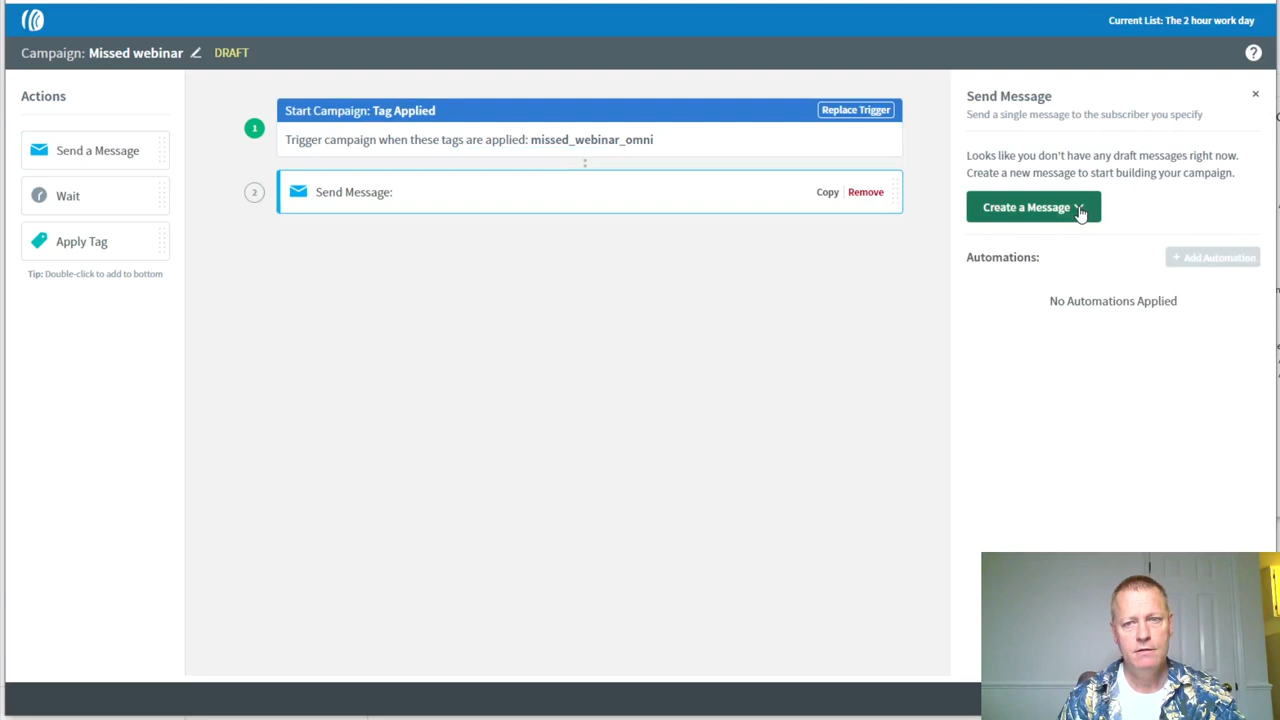 Current List: The 2 hour work day
Campaign: Missed webinar DRAFT
?
Actions
Send a Message
Wait
Apply Tag
Tip: Double-click to add to bottom
1
Start Campaign: Tag Applied
Replace Trigger
Trigger campaign when these tags are applied: missed_webinar_omni
2
Send Message:
Copy
Remove
Send Message
×
Send a single message to the subscriber you specify
Looks like you don't have any draft messages right now.
Create a new message to start building your campaign.
Create a Message
Automations:
+ Add Automation
No Automations Applied